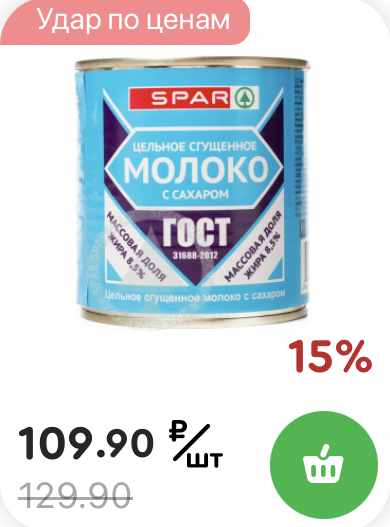 Удар по ценам
SPAR
ЦЕЛЬНОЕ СГУЩЕННОЕ
МОЛОКО
С САХАРОМ
ГОСТ
31688-2012
МАССОВАЯ ДОЛЯ
ЖИРА 8,5%
МАССОВАЯ ДОЛЯ
ЖИРА 8,5%
Цельное сгущенное молоко с сахаром
15%
109.90 ₽/шт
129.90